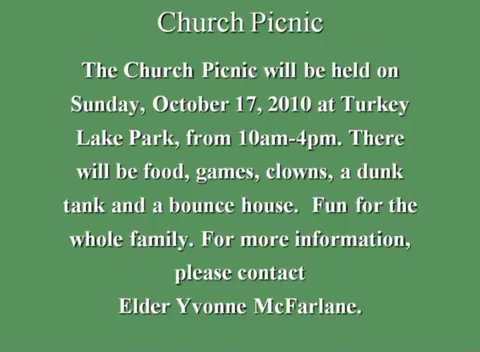 Church Picnic
The Church Picnic will be held on
Sunday, October 17, 2010 at Turkey
Lake Park, from 10am-4pm. There
will be food, games, clowns, a dunk
tank and a bounce house.  Fun for the
whole family. For more information,
please contact
Elder Yvonne McFarlane.